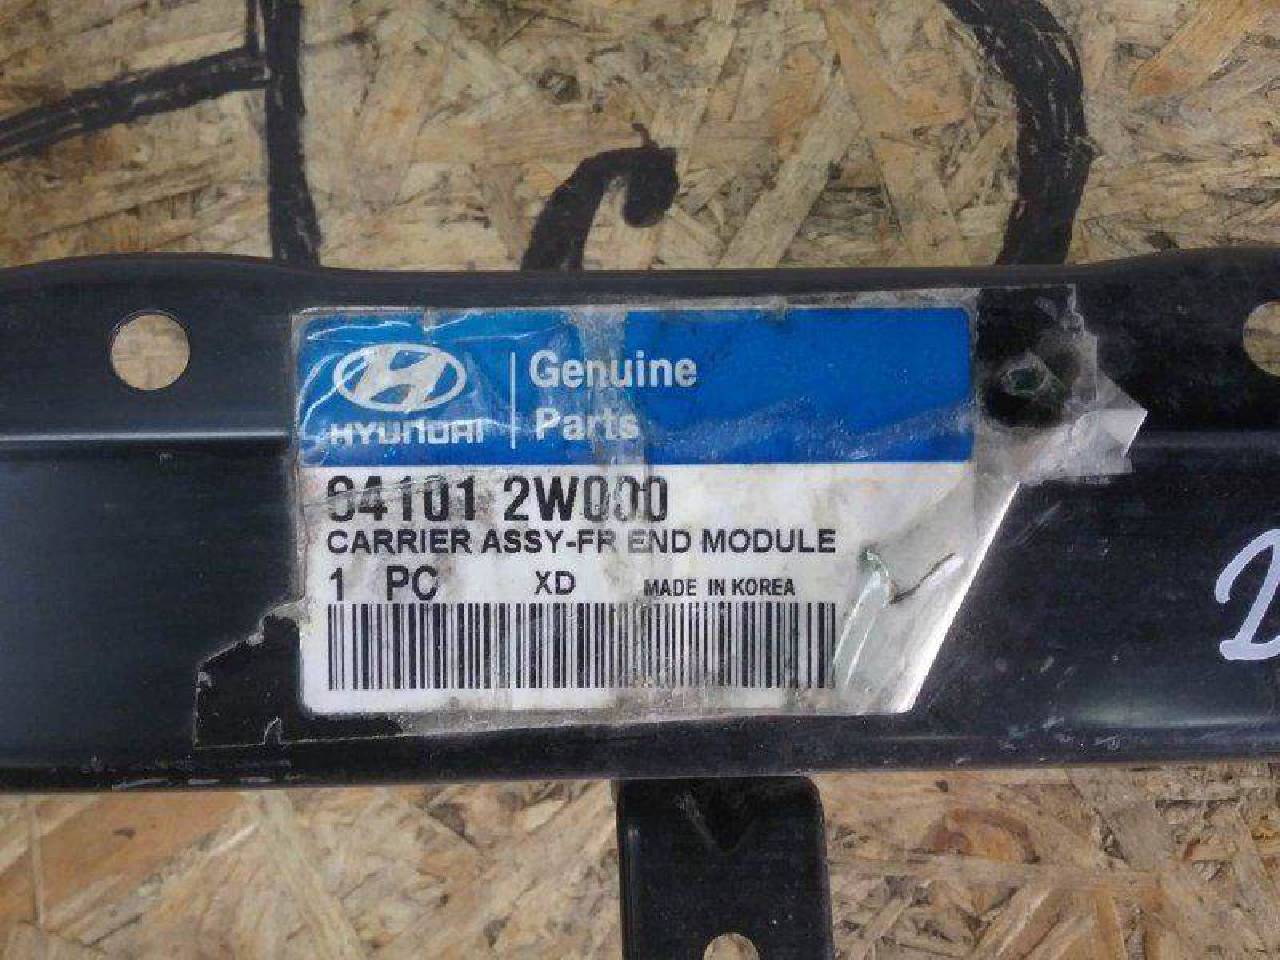 HYUNDAI
Genuine
Parts
64101 2W000
CARRIER ASSY-FR END MODULE
1 PC XD MADE IN KOREA